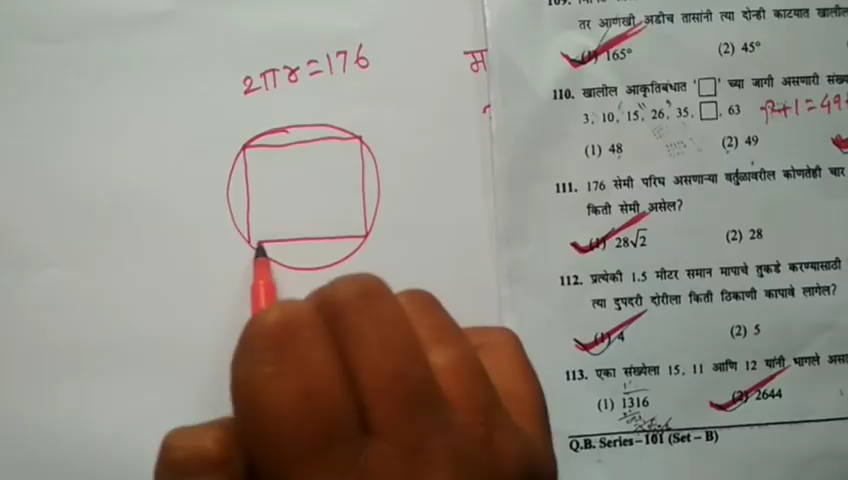 2πr=176
तर आणखी अडीच तासांनी त्या दोन्ही काटयात खालील
(1) 165° (2) 45°
110. खालील आकृतिबंधात '□' च्या जागी असणारी संख्य
3, 10, 15, 26, 35, □, 63
(1) 48 (2) 49
111. 176 सेमी परिघ असणाऱ्या वर्तुळावरील कोणतेही चार
किती सेमी असेल?
(1) 28√2 (2) 28
112. प्रत्येकी 1.5 मीटर समान मापाचे तुकडे करण्यासाठी
त्या दुपदरी दोरीला किती ठिकाणी कापावे लागेल?
(1) 4 (2) 5
113. एका संख्येला 15, 11 आणि 12 यांनी भागले अस
(1) 1316 (2) 2644
Q.B. Series-101 (Set – B)